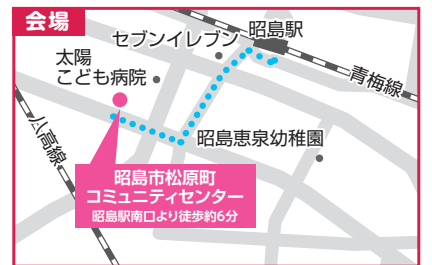 会場
昭島駅
セブンイレブン
太陽
こども病院
青梅線
昭島恵泉幼稚園
八高線
昭島市松原町
コミュニティセンター
昭島駅南口より徒歩約6分